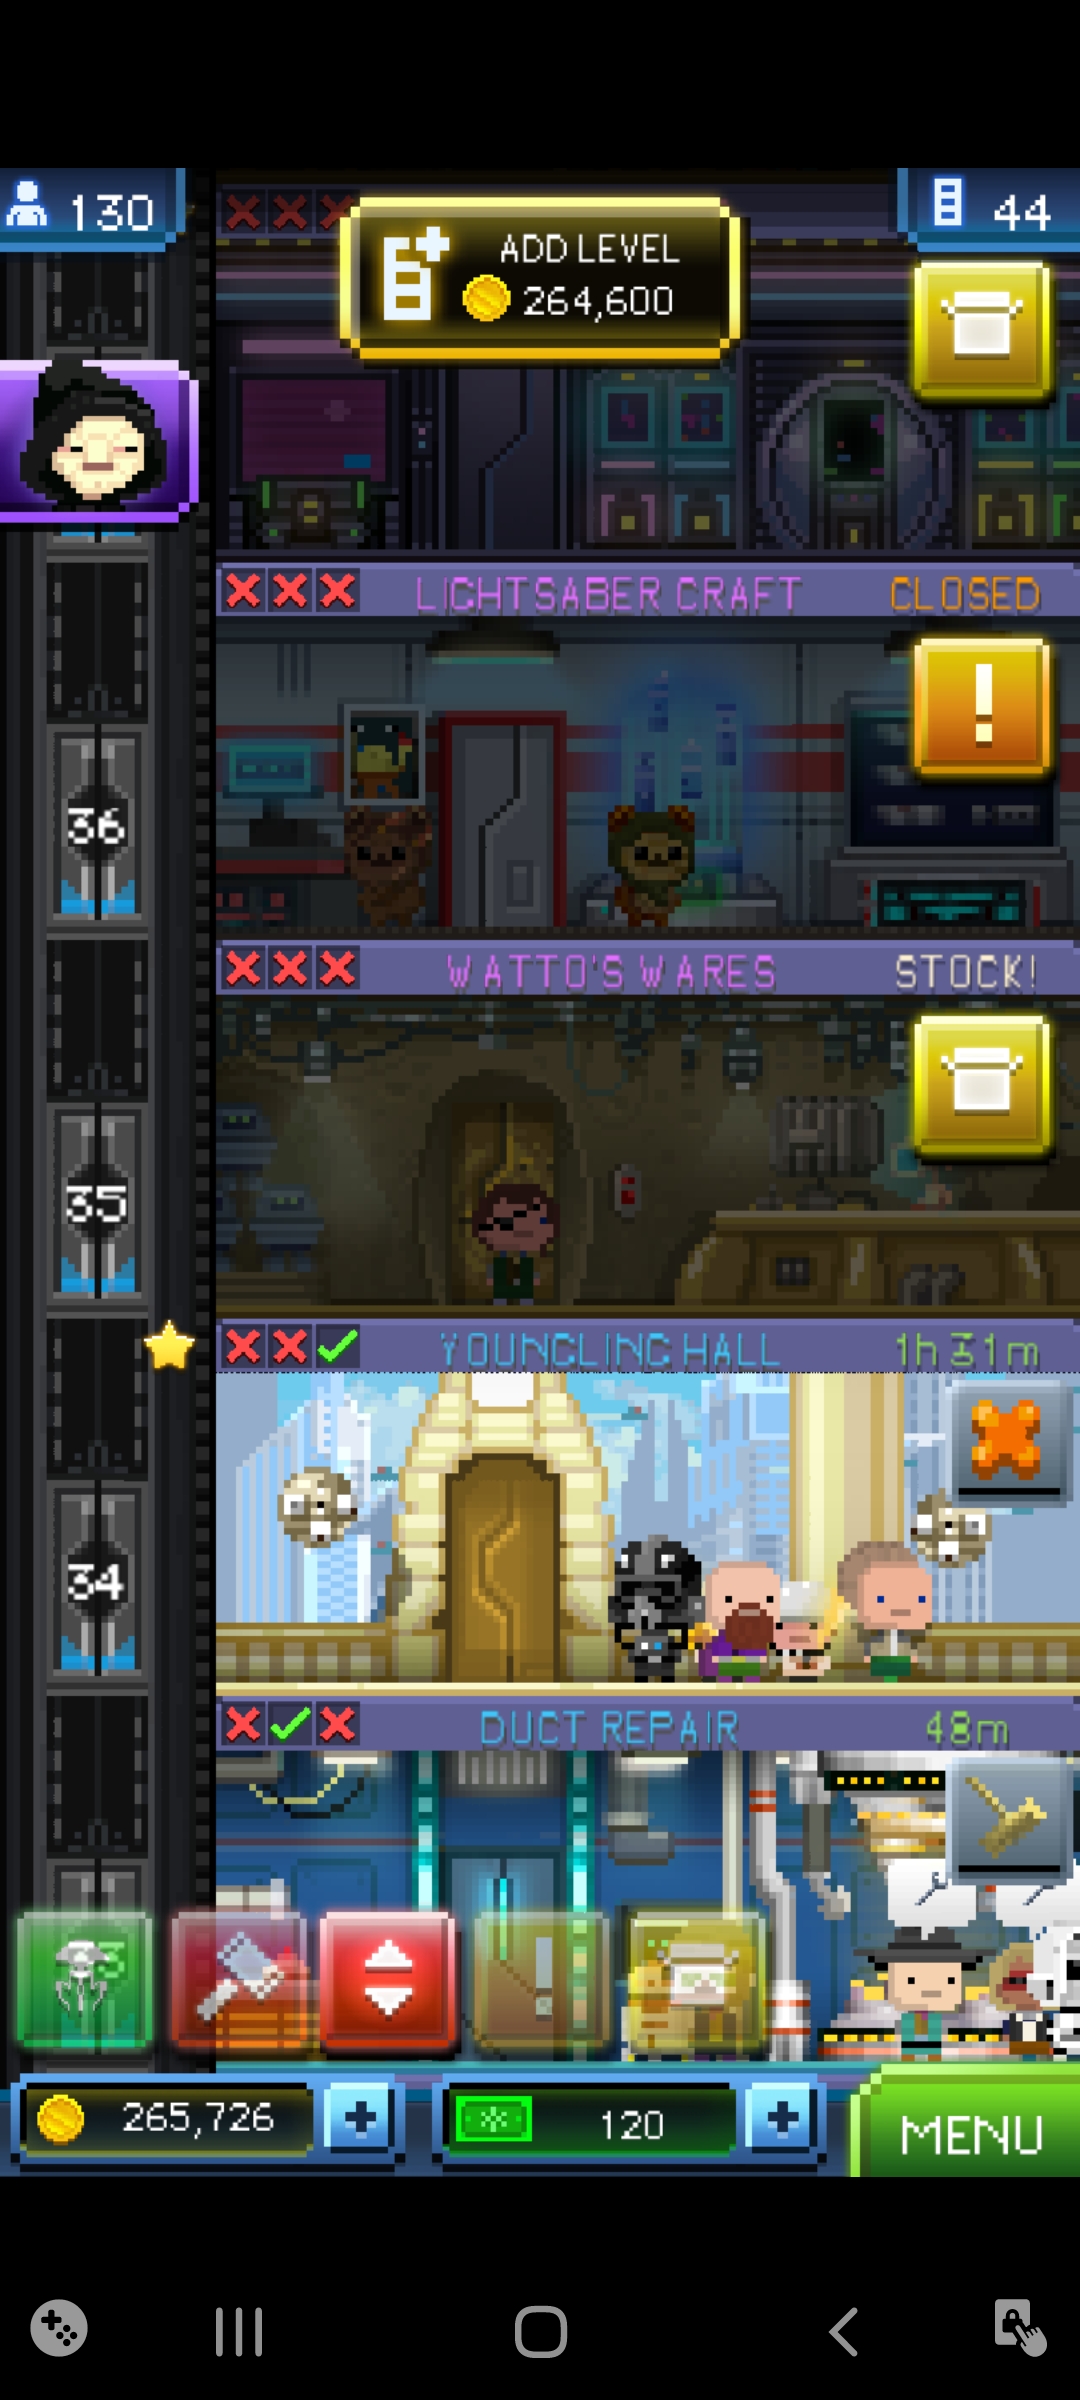 130
44
ADD LEVEL
264,600
LIGHTSABER CRAFT CLOSED
!
36
WATTO'S WARES STOCK!
35
YOUNGLING HALL 1h 31m
34
DUCT REPAIR 48m
265,726 +
120 +
MENU